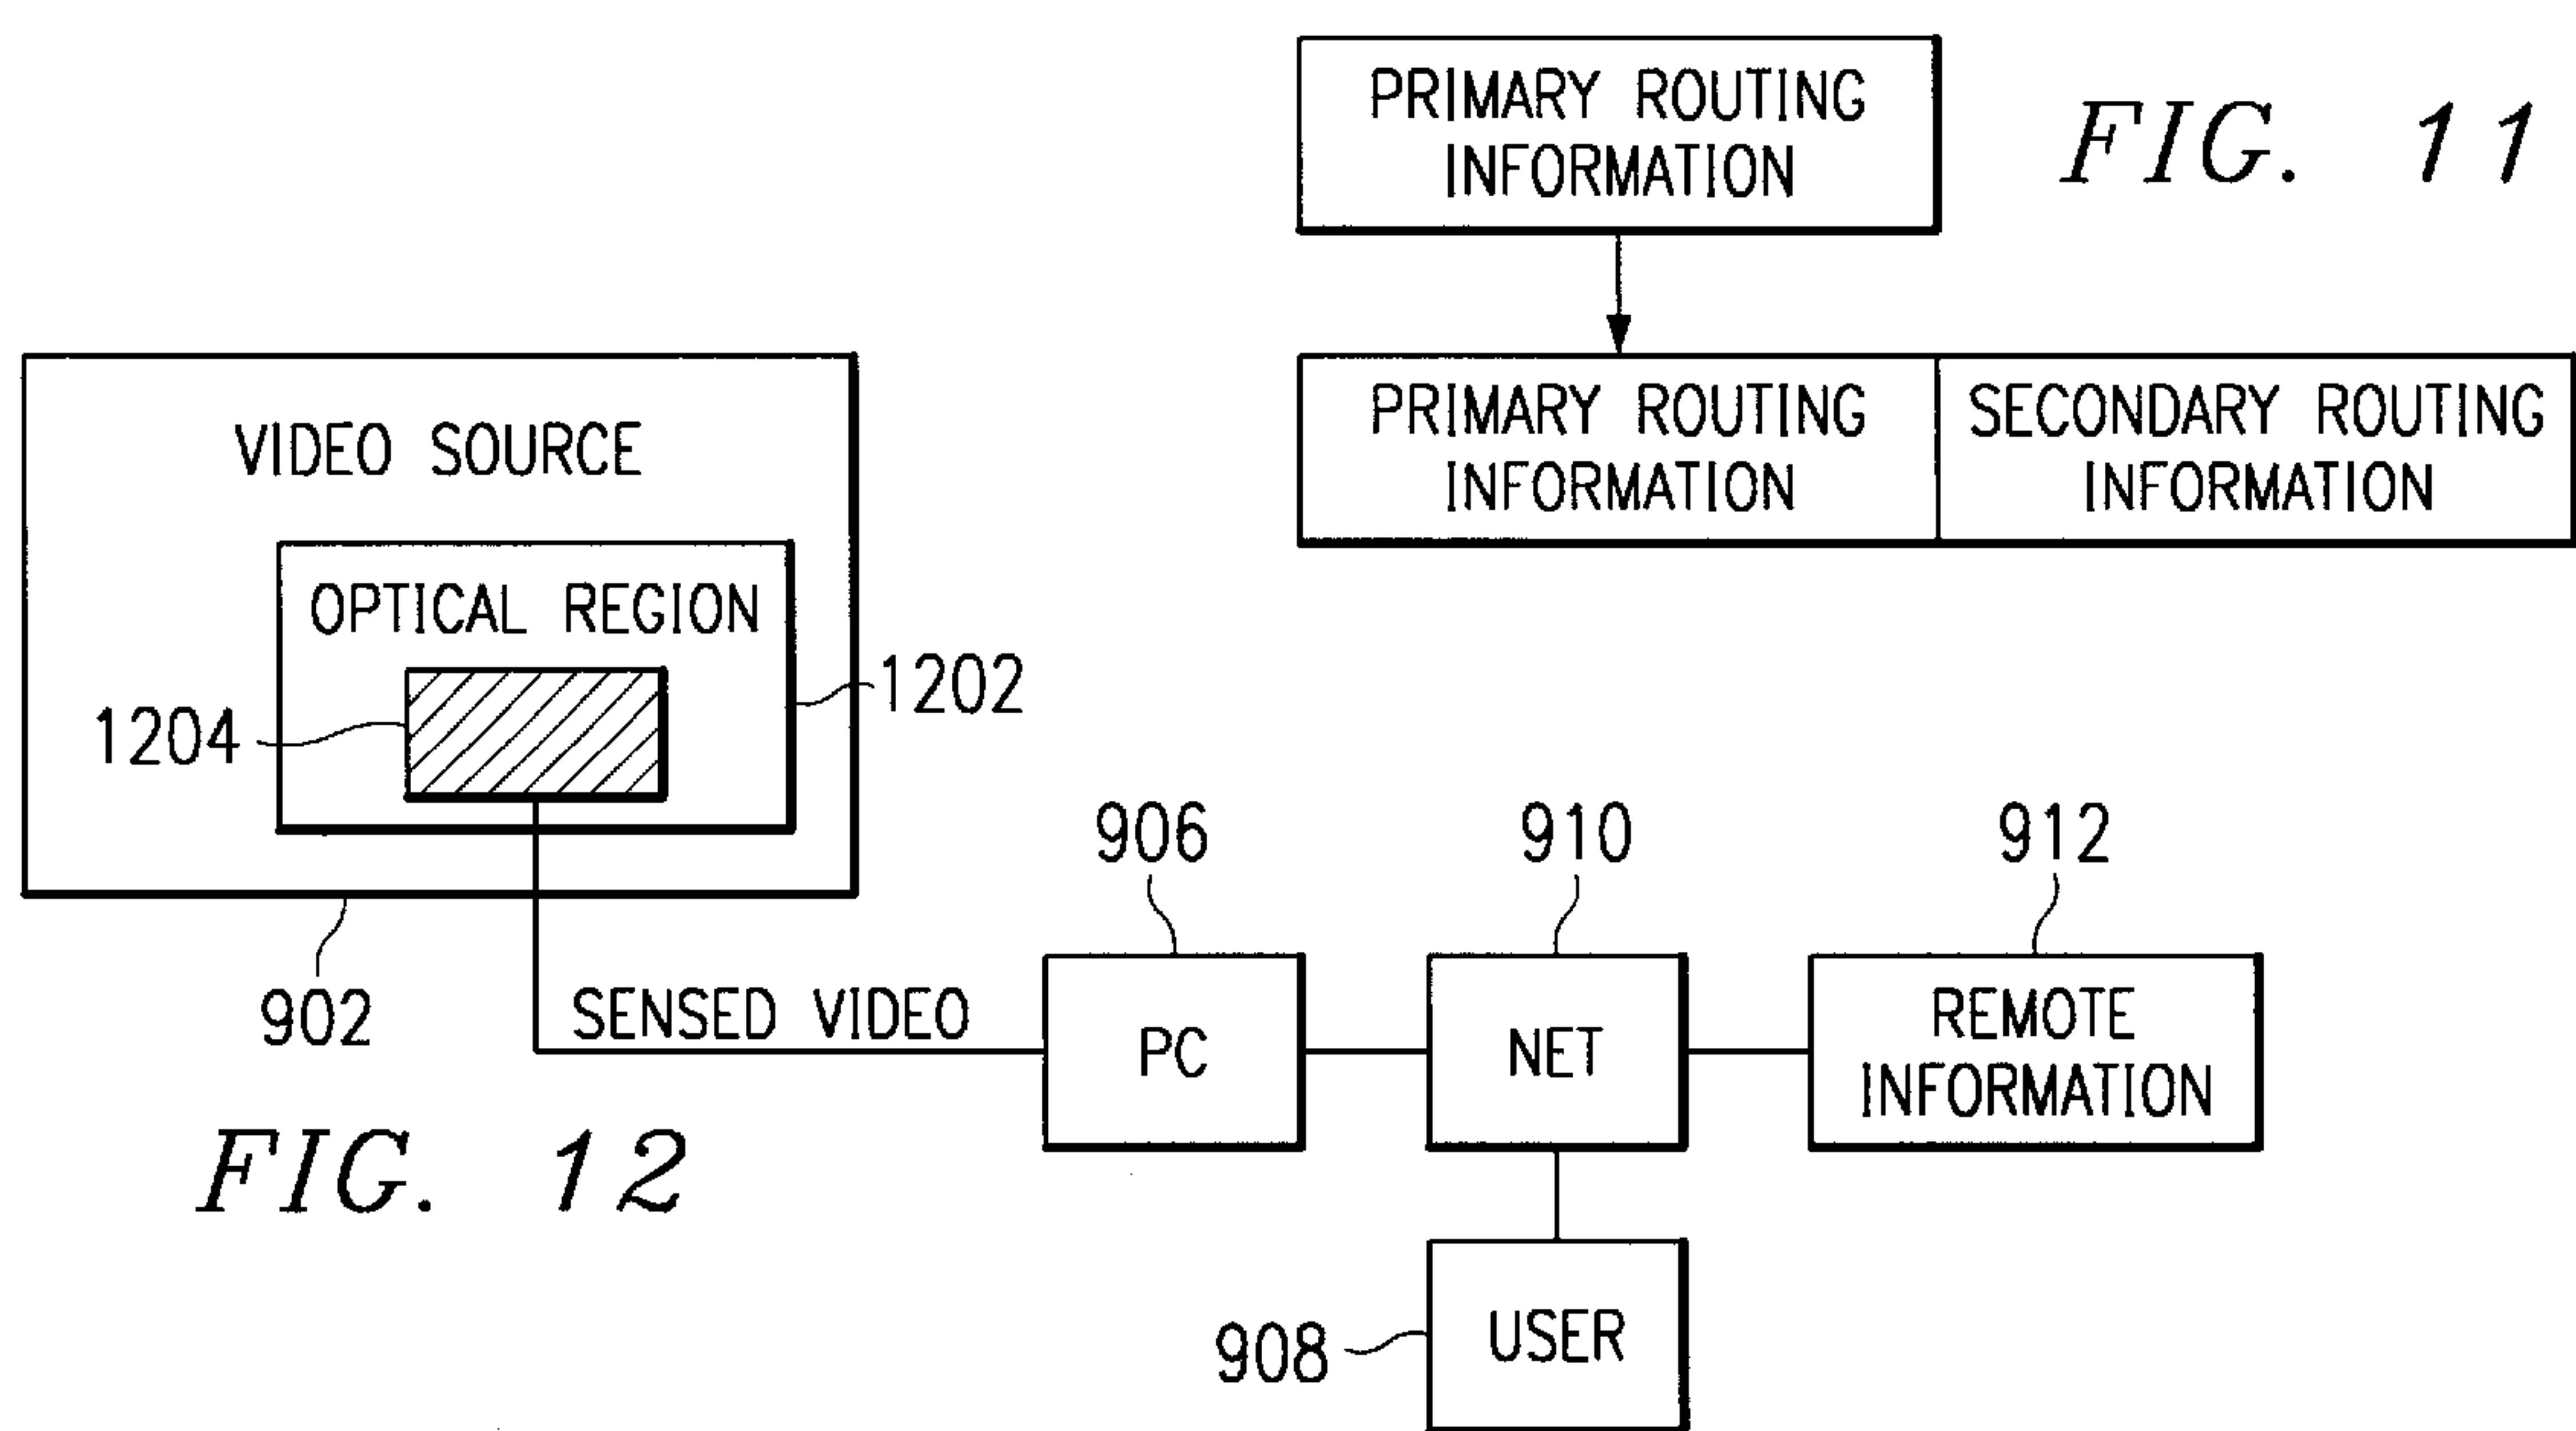 PRIMARY ROUTING
INFORMATION
FIG. 11
PRIMARY ROUTING
INFORMATION
SECONDARY ROUTING
INFORMATION
VIDEO SOURCE
OPTICAL REGION
1202
1204
902
SENSED VIDEO
906
PC
910
NET
912
REMOTE
INFORMATION
908
USER
FIG. 12